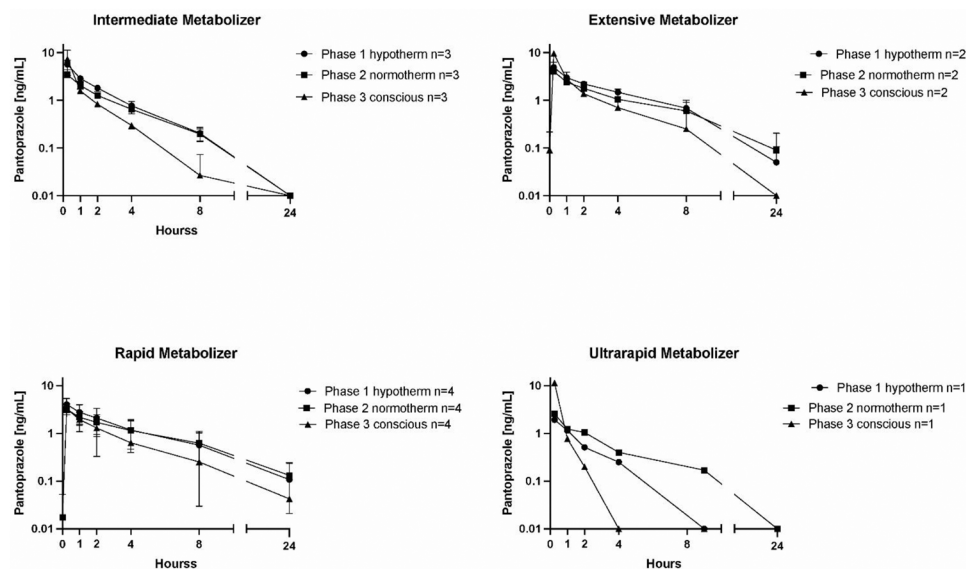 Intermediate Metabolizer
Pantoprazole [ng/mL]
10
1
0.1
0.01
0 1 2 4 8 24
Hourss
Phase 1 hypotherm n=3
Phase 2 normotherm n=3
Phase 3 conscious n=3
Extensive Metabolizer
Pantoprazole [ng/mL]
10
1
0.1
0.01
0 1 2 4 8 24
Phase 1 hypotherm n=2
Phase 2 normotherm n=2
Phase 3 conscious n=2
Rapid Metabolizer
Pantoprazole [ng/mL]
10
1
0.1
0.01
0 1 2 4 8 24
Hourss
Phase 1 hypotherm n=4
Phase 2 normotherm n=4
Phase 3 conscious n=4
Ultrarapid Metabolizer
Pantoprazole [ng/mL]
10
1
0.1
0.01
0 1 2 4 8 24
Hours
Phase 1 hypotherm n=1
Phase 2 normotherm n=1
Phase 3 conscious n=1